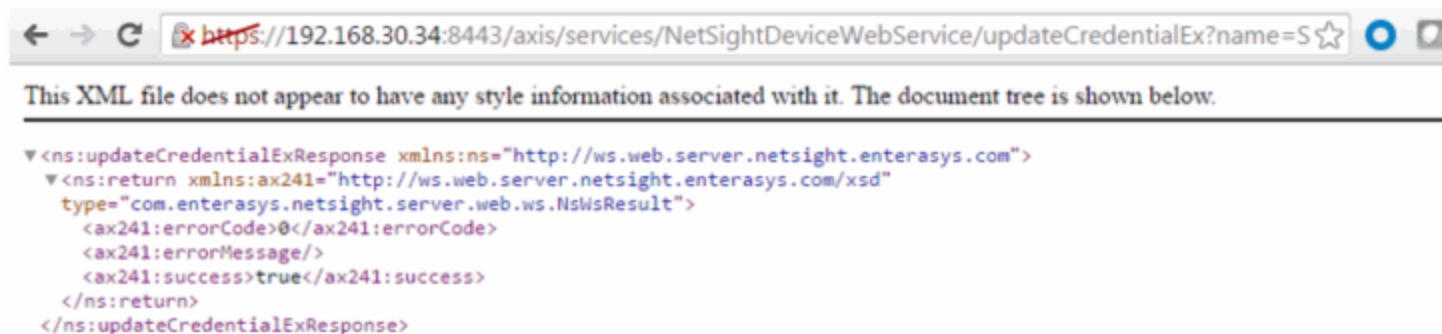 https://192.168.30.34:8443/axis/services/NetSightDeviceWebService/updateCredentialEx?name=S
This XML file does not appear to have any style information associated with it. The document tree is shown below.
▼<ns:updateCredentialExResponse xmlns:ns="http://ws.web.server.netsight.enterasys.com">
▼<ns:return xmlns:ax241="http://ws.web.server.netsight.enterasys.com/xsd"
type="com.enterasys.netsight.server.web.ws.NsWsResult">
<ax241:errorCode>0</ax241:errorCode>
<ax241:errorMessage/>
<ax241:success>true</ax241:success>
</ns:return>
</ns:updateCredentialExResponse>